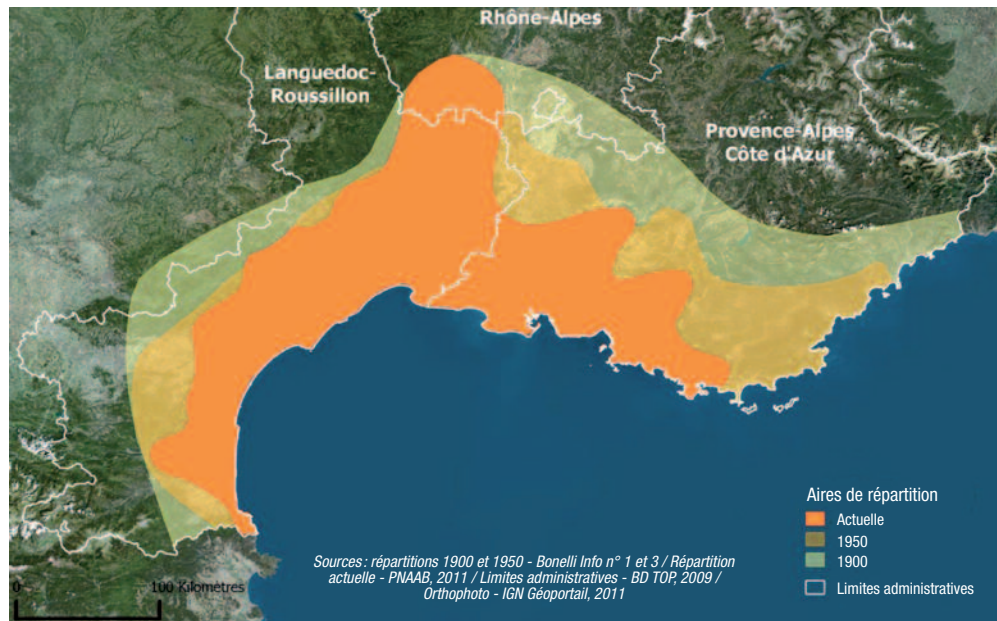 Rhône-Alpes
Languedoc-
Roussillon
Provence-Alpes
Côte d'Azur
Aires de répartition
Actuelle
1950
1900
Limites administratives
Sources : répartitions 1900 et 1950 - Bonelli Info n° 1 et 3 / Répartition
actuelle - PNAAB, 2011 / Limites administratives - BD TOP, 2009 /
Orthophoto - IGN Géoportail, 2011
0 100 Kilomètres